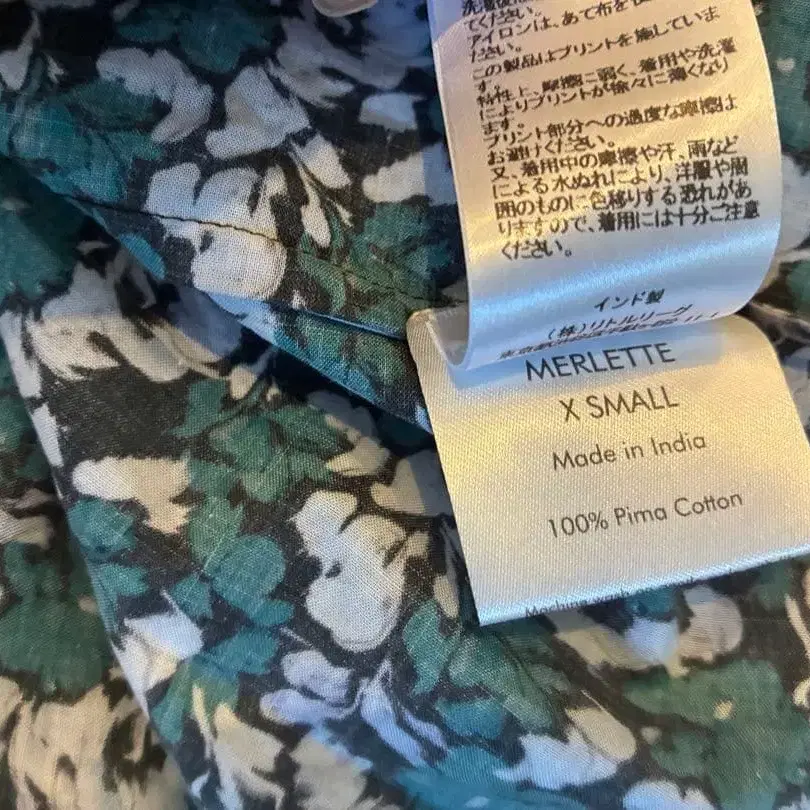 てください。
アイロンは、あて布を
ださい。
この製品はプリントを施していま
す。
特性上、摩擦に弱く、着用や洗濯
によりプリントが徐々に薄くなり
ます。
プリント部分への過度な摩擦は
お避けください。
又、着用中の摩擦や汗、雨など
による水ぬれにより、洋服や周
囲のものに色移りする恐れがあ
りますので、着用には十分ご注意
ください。
インド製
(株)リトルリーグ
MERLETTE
X SMALL
Made in India
100% Pima Cotton
Machine wash